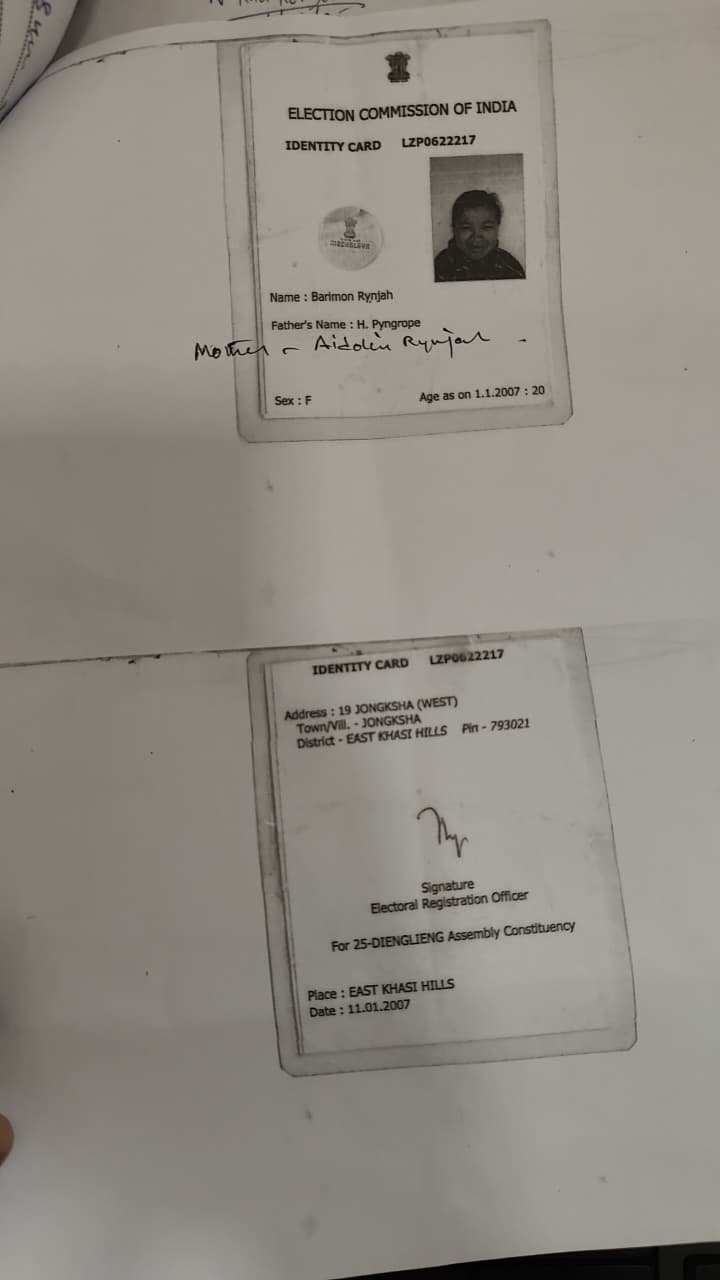 ELECTION COMMISSION OF INDIA
IDENTITY CARD LZP0622217
MEGHALAYA
Name : Barimon Rynjah
Father's Name : H. Pyngrope
Mother - Aidolin Rynjah -
Sex : F Age as on 1.1.2007 : 20
IDENTITY CARD LZP0622217
Address : 19 JONGKSHA (WEST)
Town/Vill. - JONGKSHA
District - EAST KHASI HILLS Pin - 793021
Signature
Electoral Registration Officer
For 25-DIENGLIENG Assembly Constituency
Place : EAST KHASI HILLS
Date : 11.01.2007